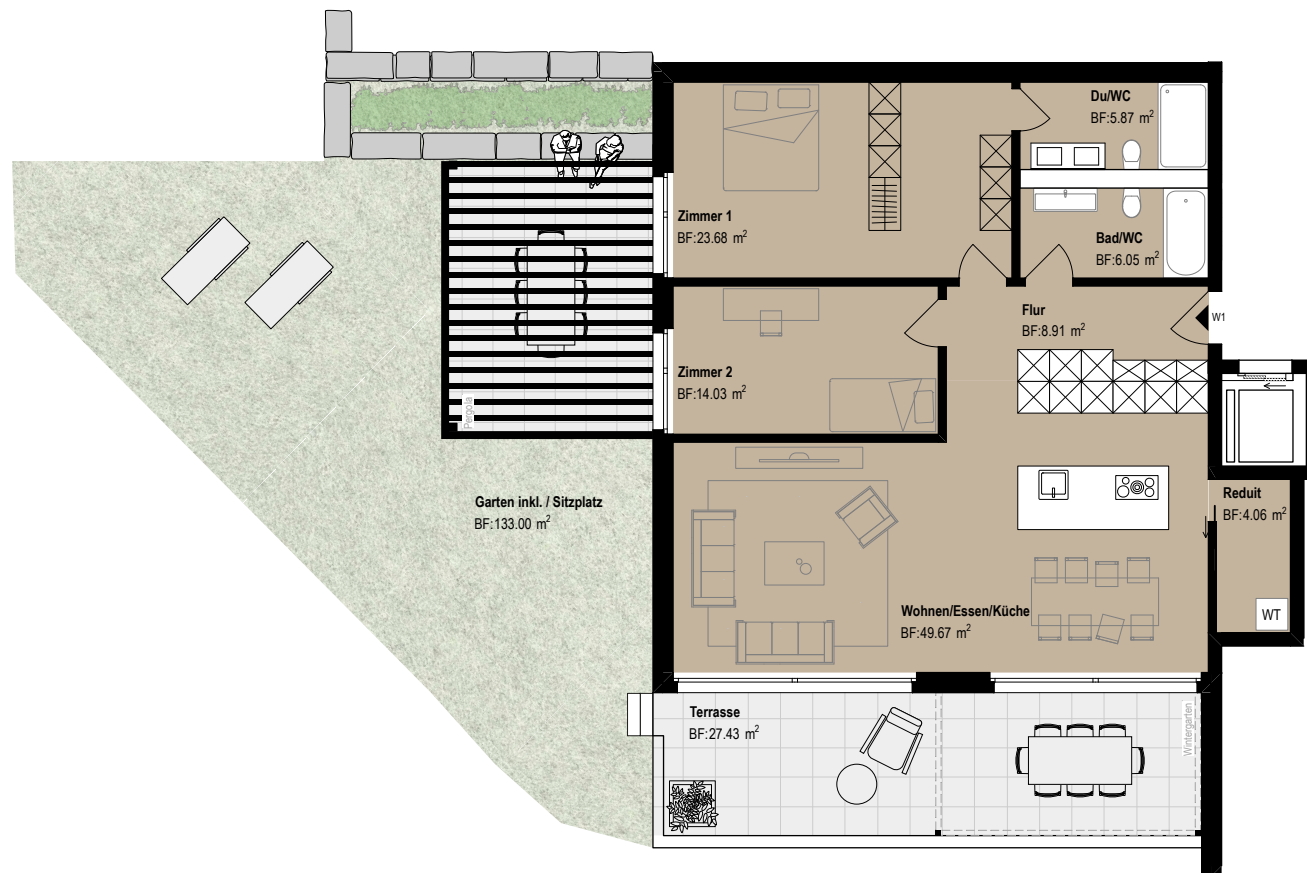 Du/WC
BF:5.87 m²
Zimmer 1
BF:23.68 m²
Bad/WC
BF:6.05 m²
Flur
BF:8.91 m²
W1
Zimmer 2
BF:14.03 m²
Pergola
Garten inkl. / Sitzplatz
BF:133.00 m²
Reduit
BF:4.06 m²
Wohnen/Essen/Küche
BF:49.67 m²
WT
Terrasse
BF:27.43 m²
Wintergarten